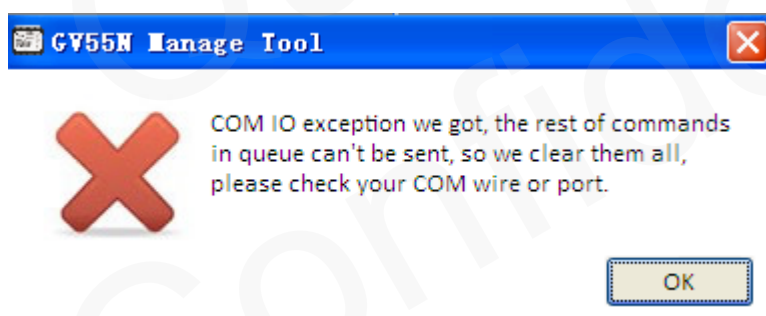 GV55N Manage Tool
COM IO exception we got, the rest of commands
in queue can't be sent, so we clear them all,
please check your COM wire or port.
OK